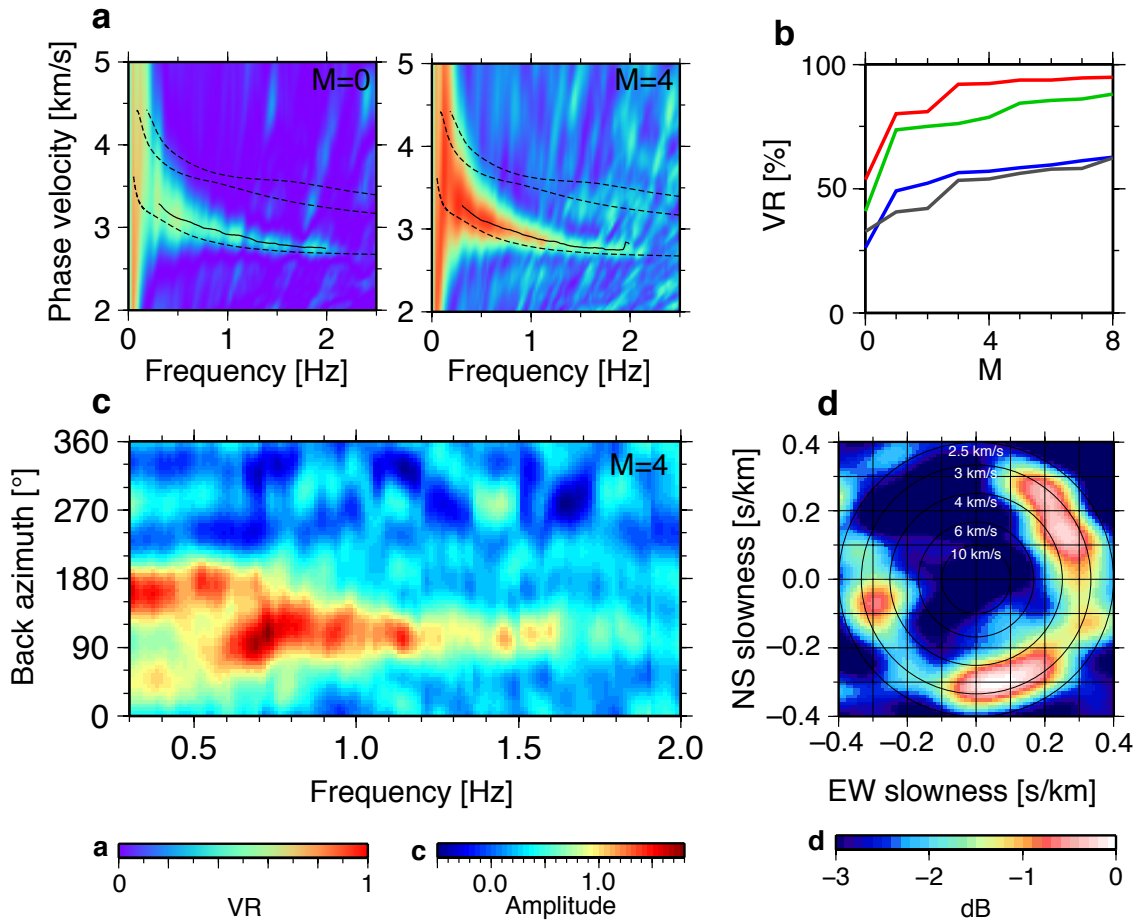 a
b
Phase velocity [km/s]
5
4
3
2
M=0
0
1
2
Frequency [Hz]
5
4
3
2
M=4
0
1
2
Frequency [Hz]
VR [%]
100
50
0
0
4
8
M
c
d
Back azimuth [°]
360
270
180
90
0
M=4
0.5
1.0
1.5
2.0
Frequency [Hz]
NS slowness [s/km]
0.4
0.2
0.0
−0.2
−0.4
2.5 km/s
3 km/s
4 km/s
6 km/s
10 km/s
−0.4
−0.2
0.0
0.2
0.4
EW slowness [s/km]
a
0
1
VR
c
0.0
1.0
Amplitude
d
−3
−2
−1
0
dB